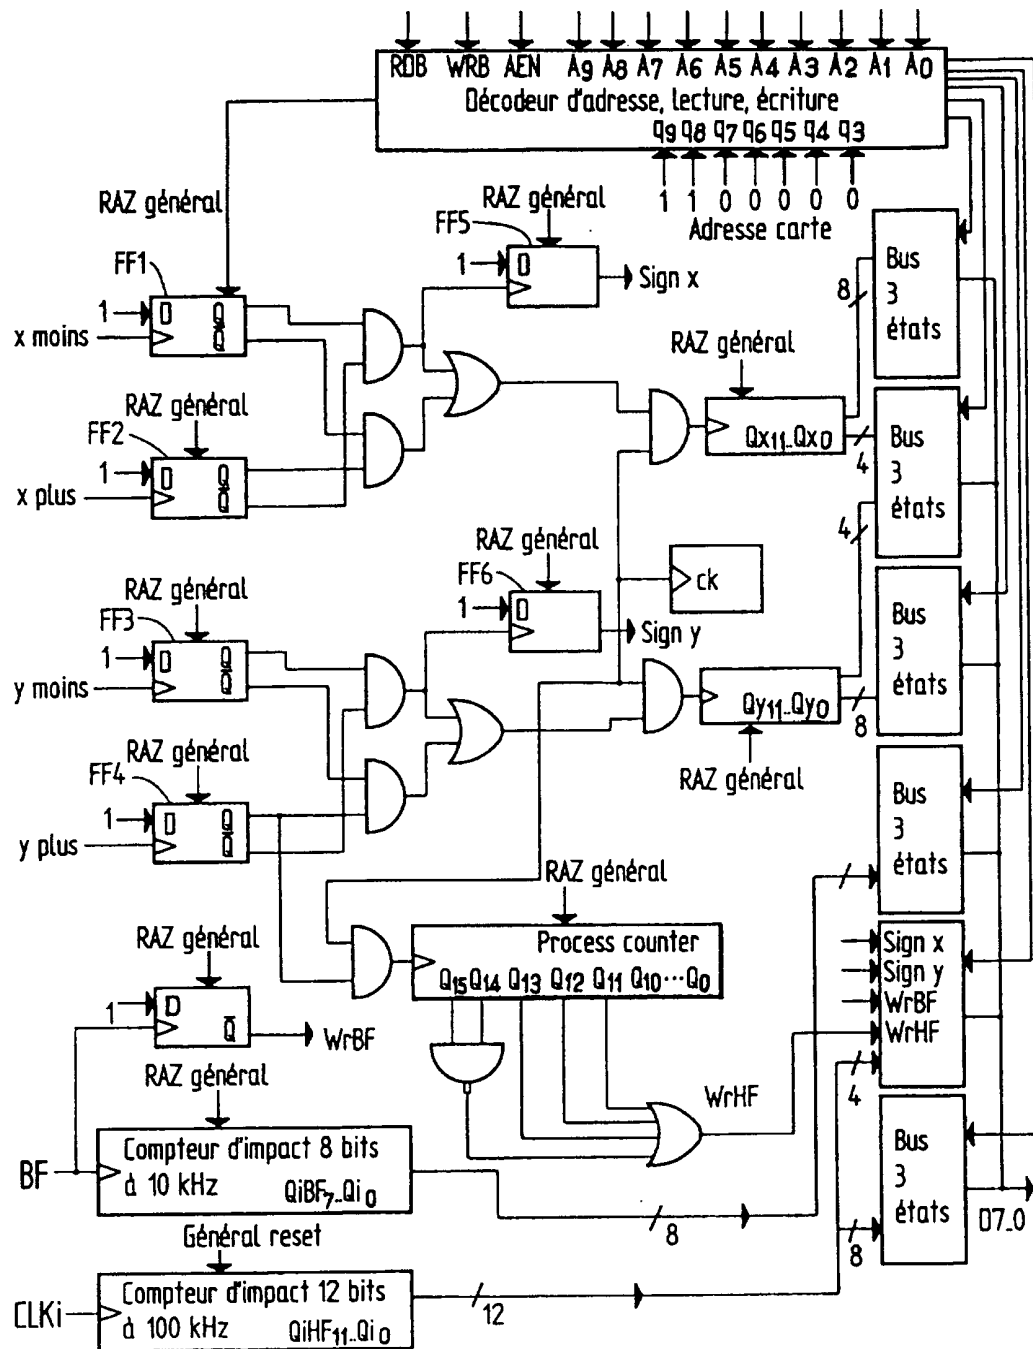 RDB WRB AEN A9 A8 A7 A6 A5 A4 A3 A2 A1 A0
Décodeur d'adresse, lecture, écriture
q9 q8 q7 q6 q5 q4 q3
1 1 0 0 0 0 0
Adresse carte
RAZ général
FF1
1 D Q
Q̅
x moins
RAZ général
FF2
1 D Q
Q̅
x plus
RAZ général
FF5
1 D
Sign x
RAZ général
Qx11..Qx0
8
4
Bus
3
états
Bus
3
états
RAZ général
FF3
1 D Q
Q̅
y moins
RAZ général
FF4
1 D Q
Q̅
y plus
RAZ général
FF6
1 D
Sign y
ck
Qy11..Qy0
RAZ général
4
8
Bus
3
états
Bus
3
états
RAZ général
Process counter
Q15 Q14 Q13 Q12 Q11 Q10...Q0
RAZ général
1 D
Q̅
WrBF
WrHF
Sign x
Sign y
WrBF
WrHF
4
RAZ général
BF
Compteur d'impact 8 bits
à 10 kHz QiBF7..Qi0
8
Général reset
CLKi
Compteur d'impact 12 bits
à 100 kHz QiHF11..Qi0
12
8
Bus
3
états
D7..0